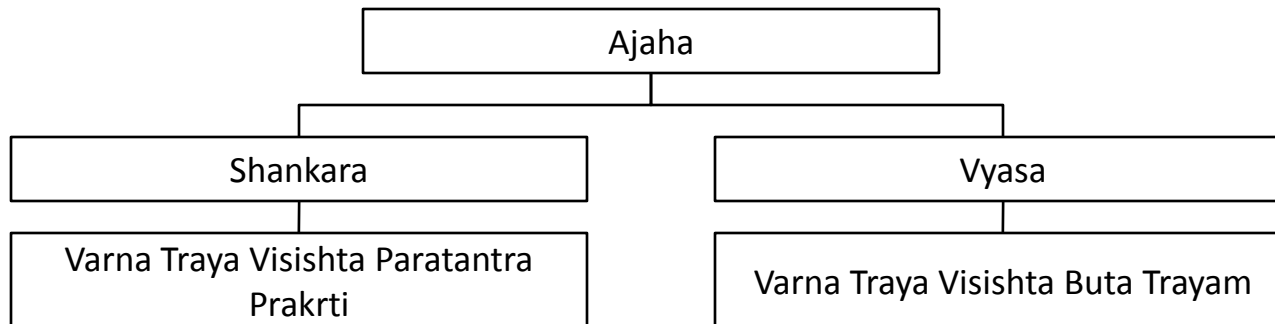 Ajaha
Shankara
Vyasa
Varna Traya Visishta Paratantra
Prakrti
Varna Traya Visishta Buta Trayam